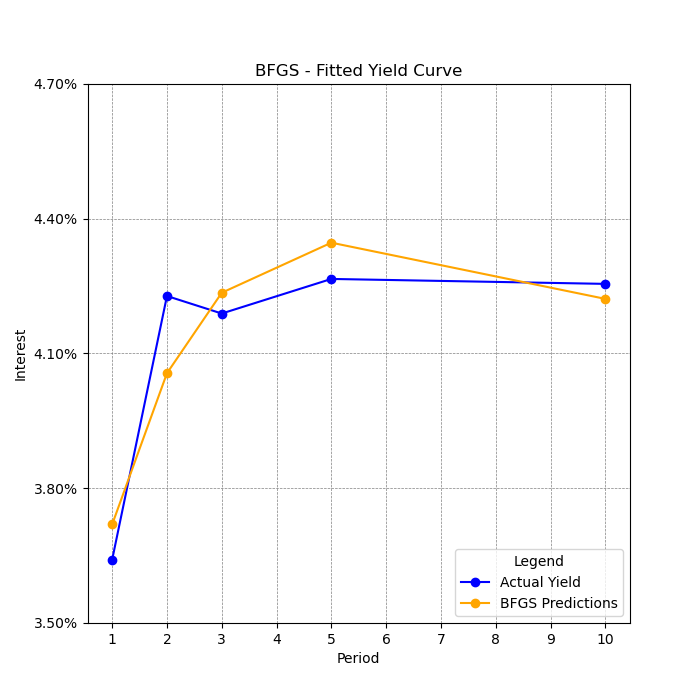 BFGS - Fitted Yield Curve
4.70%
4.40%
4.10%
3.80%
3.50%
Interest
1 2 3 4 5 6 7 8 9 10
Period
Legend
Actual Yield
BFGS Predictions